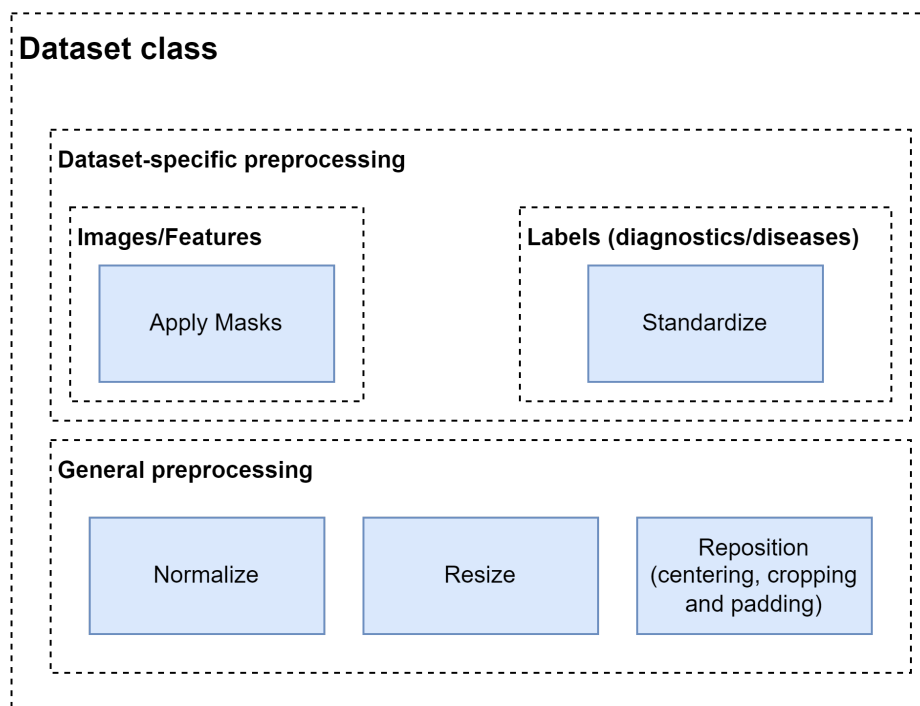 Dataset class
Dataset-specific preprocessing
Images/Features
Labels (diagnostics/diseases)
Apply Masks
Standardize
General preprocessing
Normalize
Resize
Reposition
(centering, cropping
and padding)